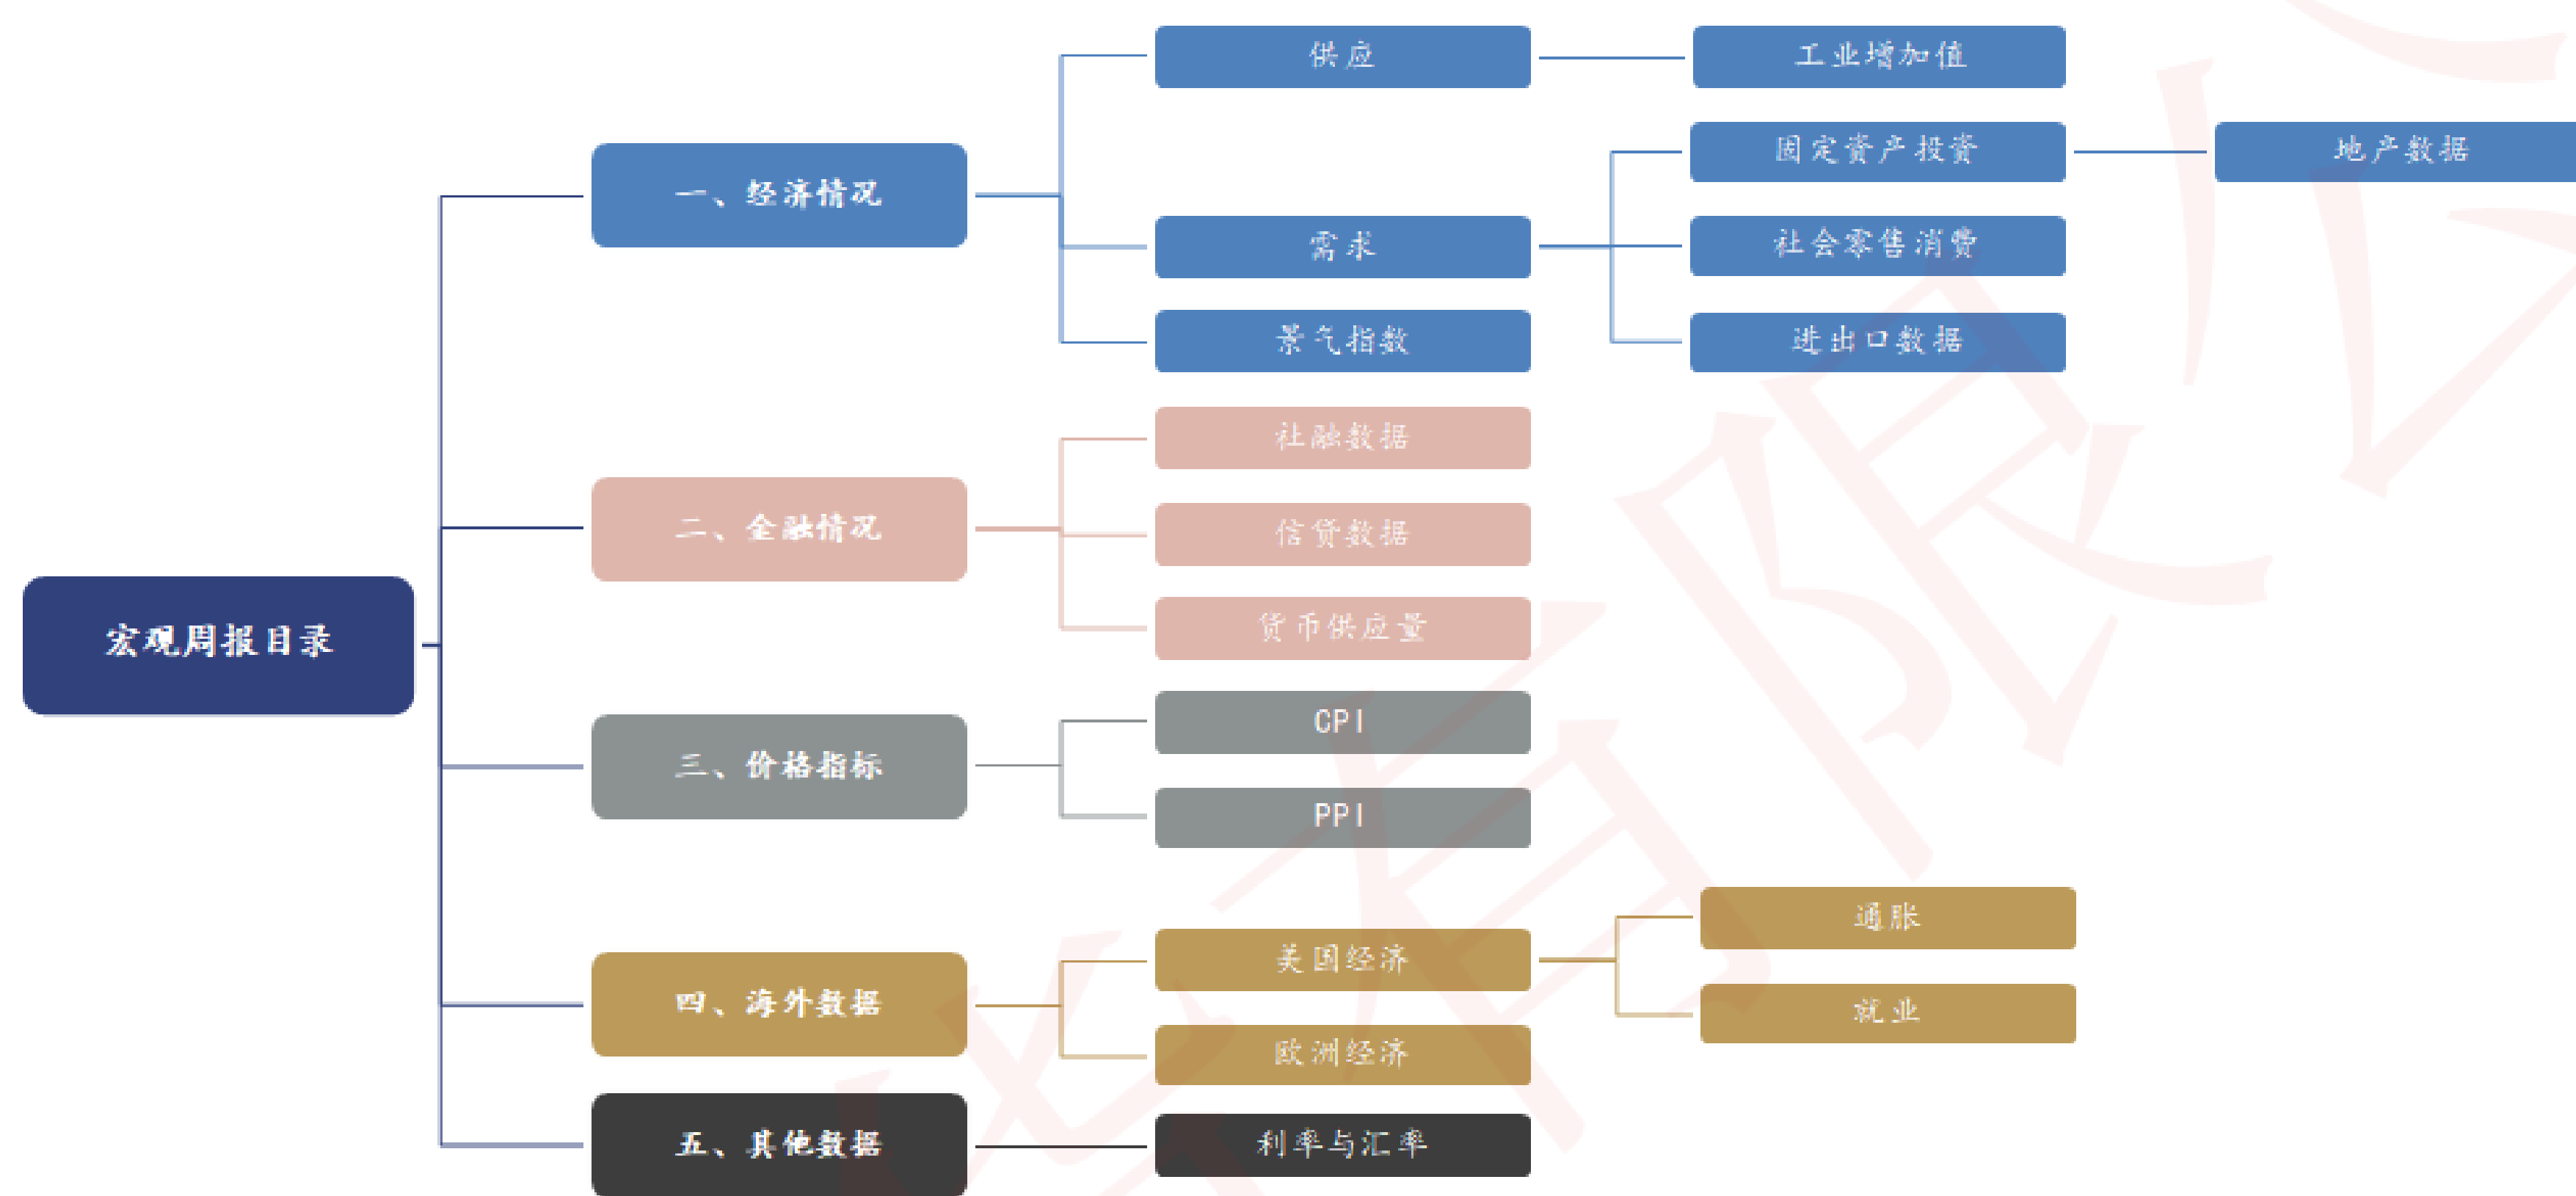 宏观周报目录
一、经济情况
供应
工业增加值
需求
固定资产投资
地产数据
社会零售消费
进出口数据
景气指数
二、金融情况
社融数据
信贷数据
货币供应量
三、价格指标
CPI
PPI
四、海外数据
美国经济
通胀
就业
欧洲经济
五、其他数据
利率与汇率
有限公